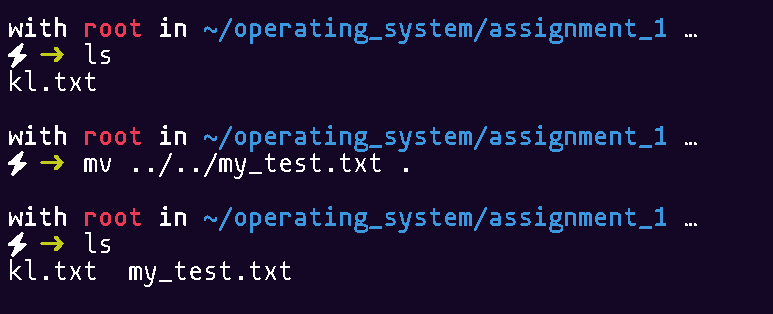 with root in ~/operating_system/assignment_1 …
⚡ ➜ ls
kl.txt
with root in ~/operating_system/assignment_1 …
⚡ ➜ mv ../../my_test.txt .
with root in ~/operating_system/assignment_1 …
⚡ ➜ ls
kl.txt  my_test.txt